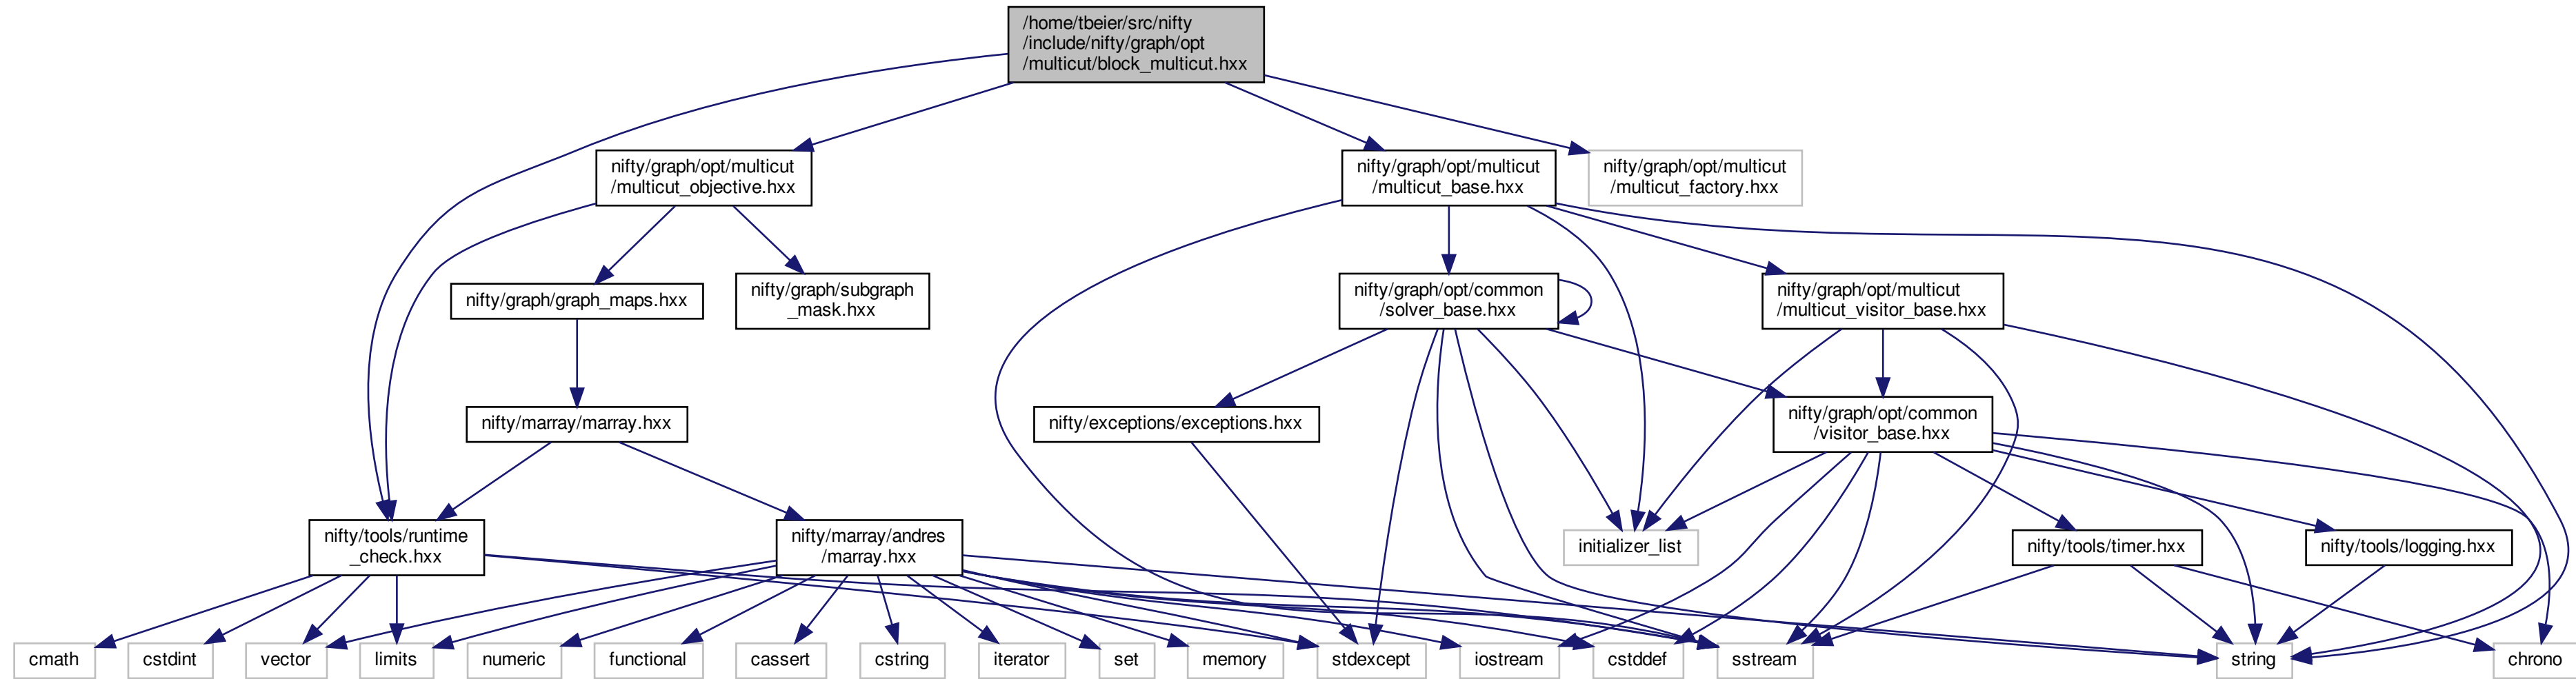 /home/tbeier/src/nifty
/include/nifty/graph/opt
/multicut/block_multicut.hxx
nifty/graph/opt/multicut
/multicut_objective.hxx
nifty/graph/opt/multicut
/multicut_base.hxx
nifty/graph/opt/multicut
/multicut_factory.hxx
nifty/graph/graph_maps.hxx
nifty/graph/subgraph
_mask.hxx
nifty/graph/opt/common
/solver_base.hxx
nifty/graph/opt/multicut
/multicut_visitor_base.hxx
nifty/marray/marray.hxx
nifty/exceptions/exceptions.hxx
nifty/graph/opt/common
/visitor_base.hxx
nifty/tools/runtime
_check.hxx
nifty/marray/andres
/marray.hxx
initializer_list
nifty/tools/timer.hxx
nifty/tools/logging.hxx
cmath
cstdint
vector
limits
numeric
functional
cassert
cstring
iterator
set
memory
stdexcept
iostream
cstddef
sstream
string
chrono